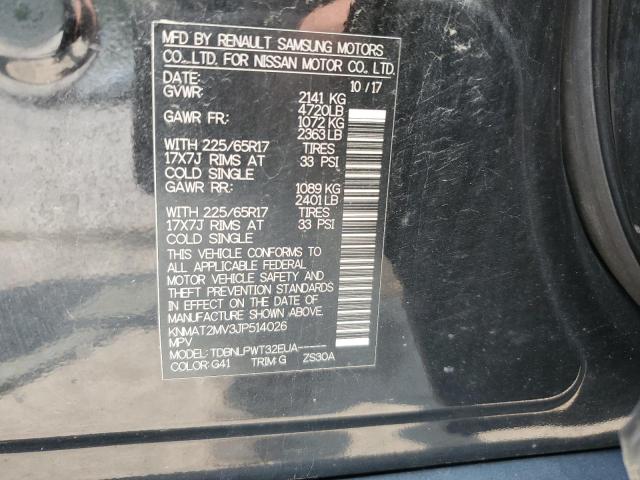 MFD BY RENAULT SAMSUNG MOTORS
CO., LTD. FOR NISSAN MOTOR CO., LTD.
DATE: 10/17
GVWR: 2141 KG
4720LB
GAWR FR: 1072 KG
2363 LB
WITH 225/65R17 TIRES
17X7J RIMS AT 33 PSI
COLD SINGLE
GAWR RR: 1089 KG
2401 LB
WITH 225/65R17 TIRES
17X7J RIMS AT 33 PSI
COLD SINGLE
THIS VEHICLE CONFORMS TO
ALL APPLICABLE FEDERAL
MOTOR VEHICLE SAFETY AND
THEFT PREVENTION STANDARDS
IN EFFECT ON THE DATE OF
MANUFACTURE SHOWN ABOVE.
KNMAT2MV3JP514026
MPV
MODEL: TDBNLPWT32EUA-----
COLOR: G41 TRIM: G ZS30A